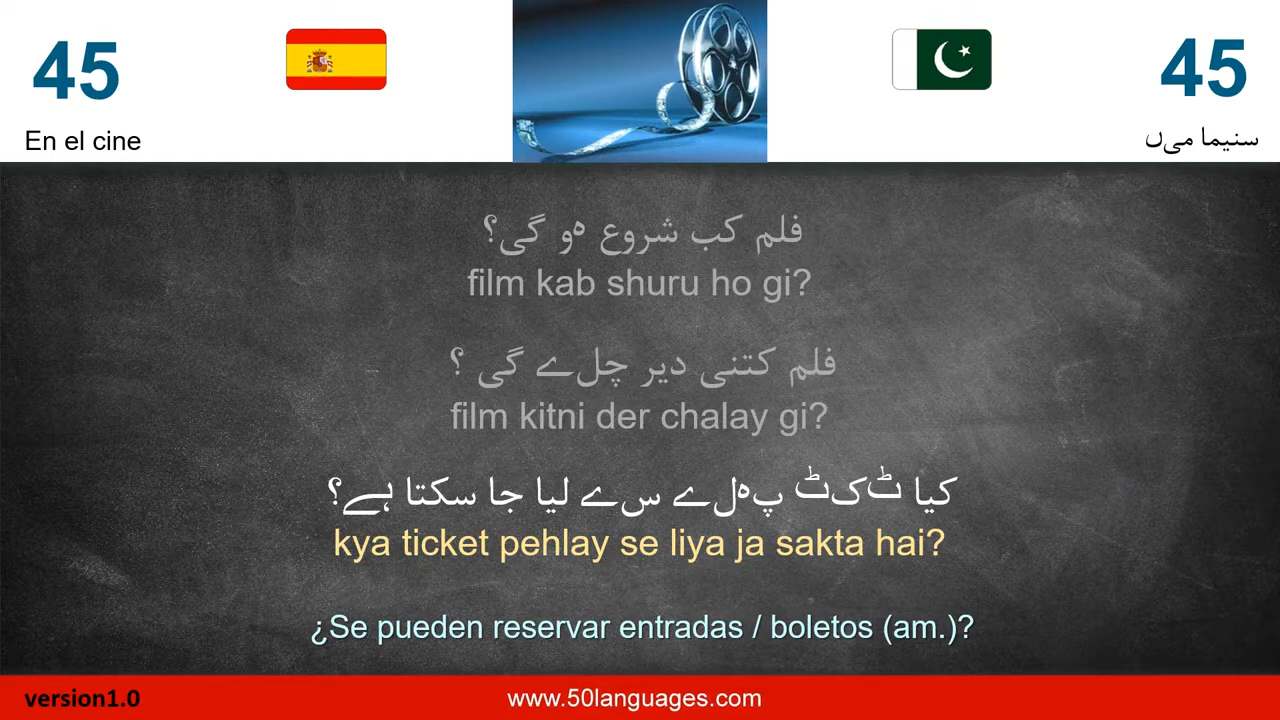 45
En el cine
45
سنیما میں
فلم کب شروع ہو گی؟
film kab shuru ho gi?
فلم کتنی دیر چلے گی ؟
film kitni der chalay gi?
کیا ٹکٹ پہلے سے لیا جا سکتا ہے؟
kya ticket pehlay se liya ja sakta hai?
¿Se pueden reservar entradas / boletos (am.)?
version1.0
www.50languages.com